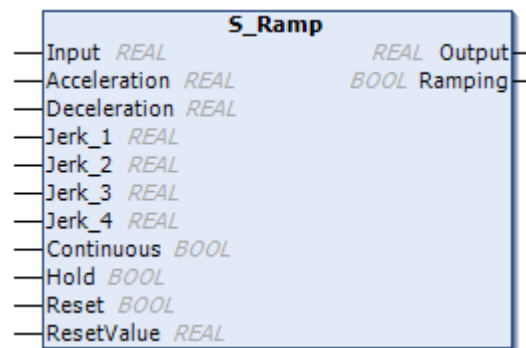 S_Ramp
Input REAL REAL Output
Acceleration REAL BOOL Ramping
Deceleration REAL
Jerk_1 REAL
Jerk_2 REAL
Jerk_3 REAL
Jerk_4 REAL
Continuous BOOL
Hold BOOL
Reset BOOL
ResetValue REAL